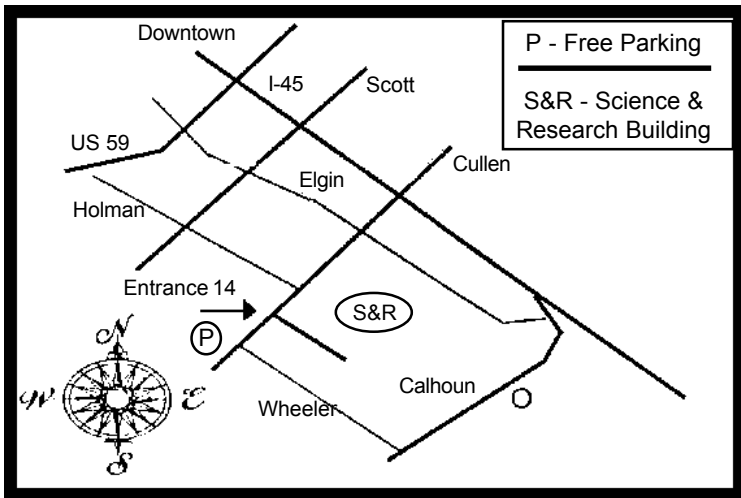 Downtown
P - Free Parking
I-45
Scott
S&R - Science &
Research Building
US 59
Cullen
Elgin
Holman
Entrance 14
S&R
P
N
W
E
S
Calhoun
Wheeler
O